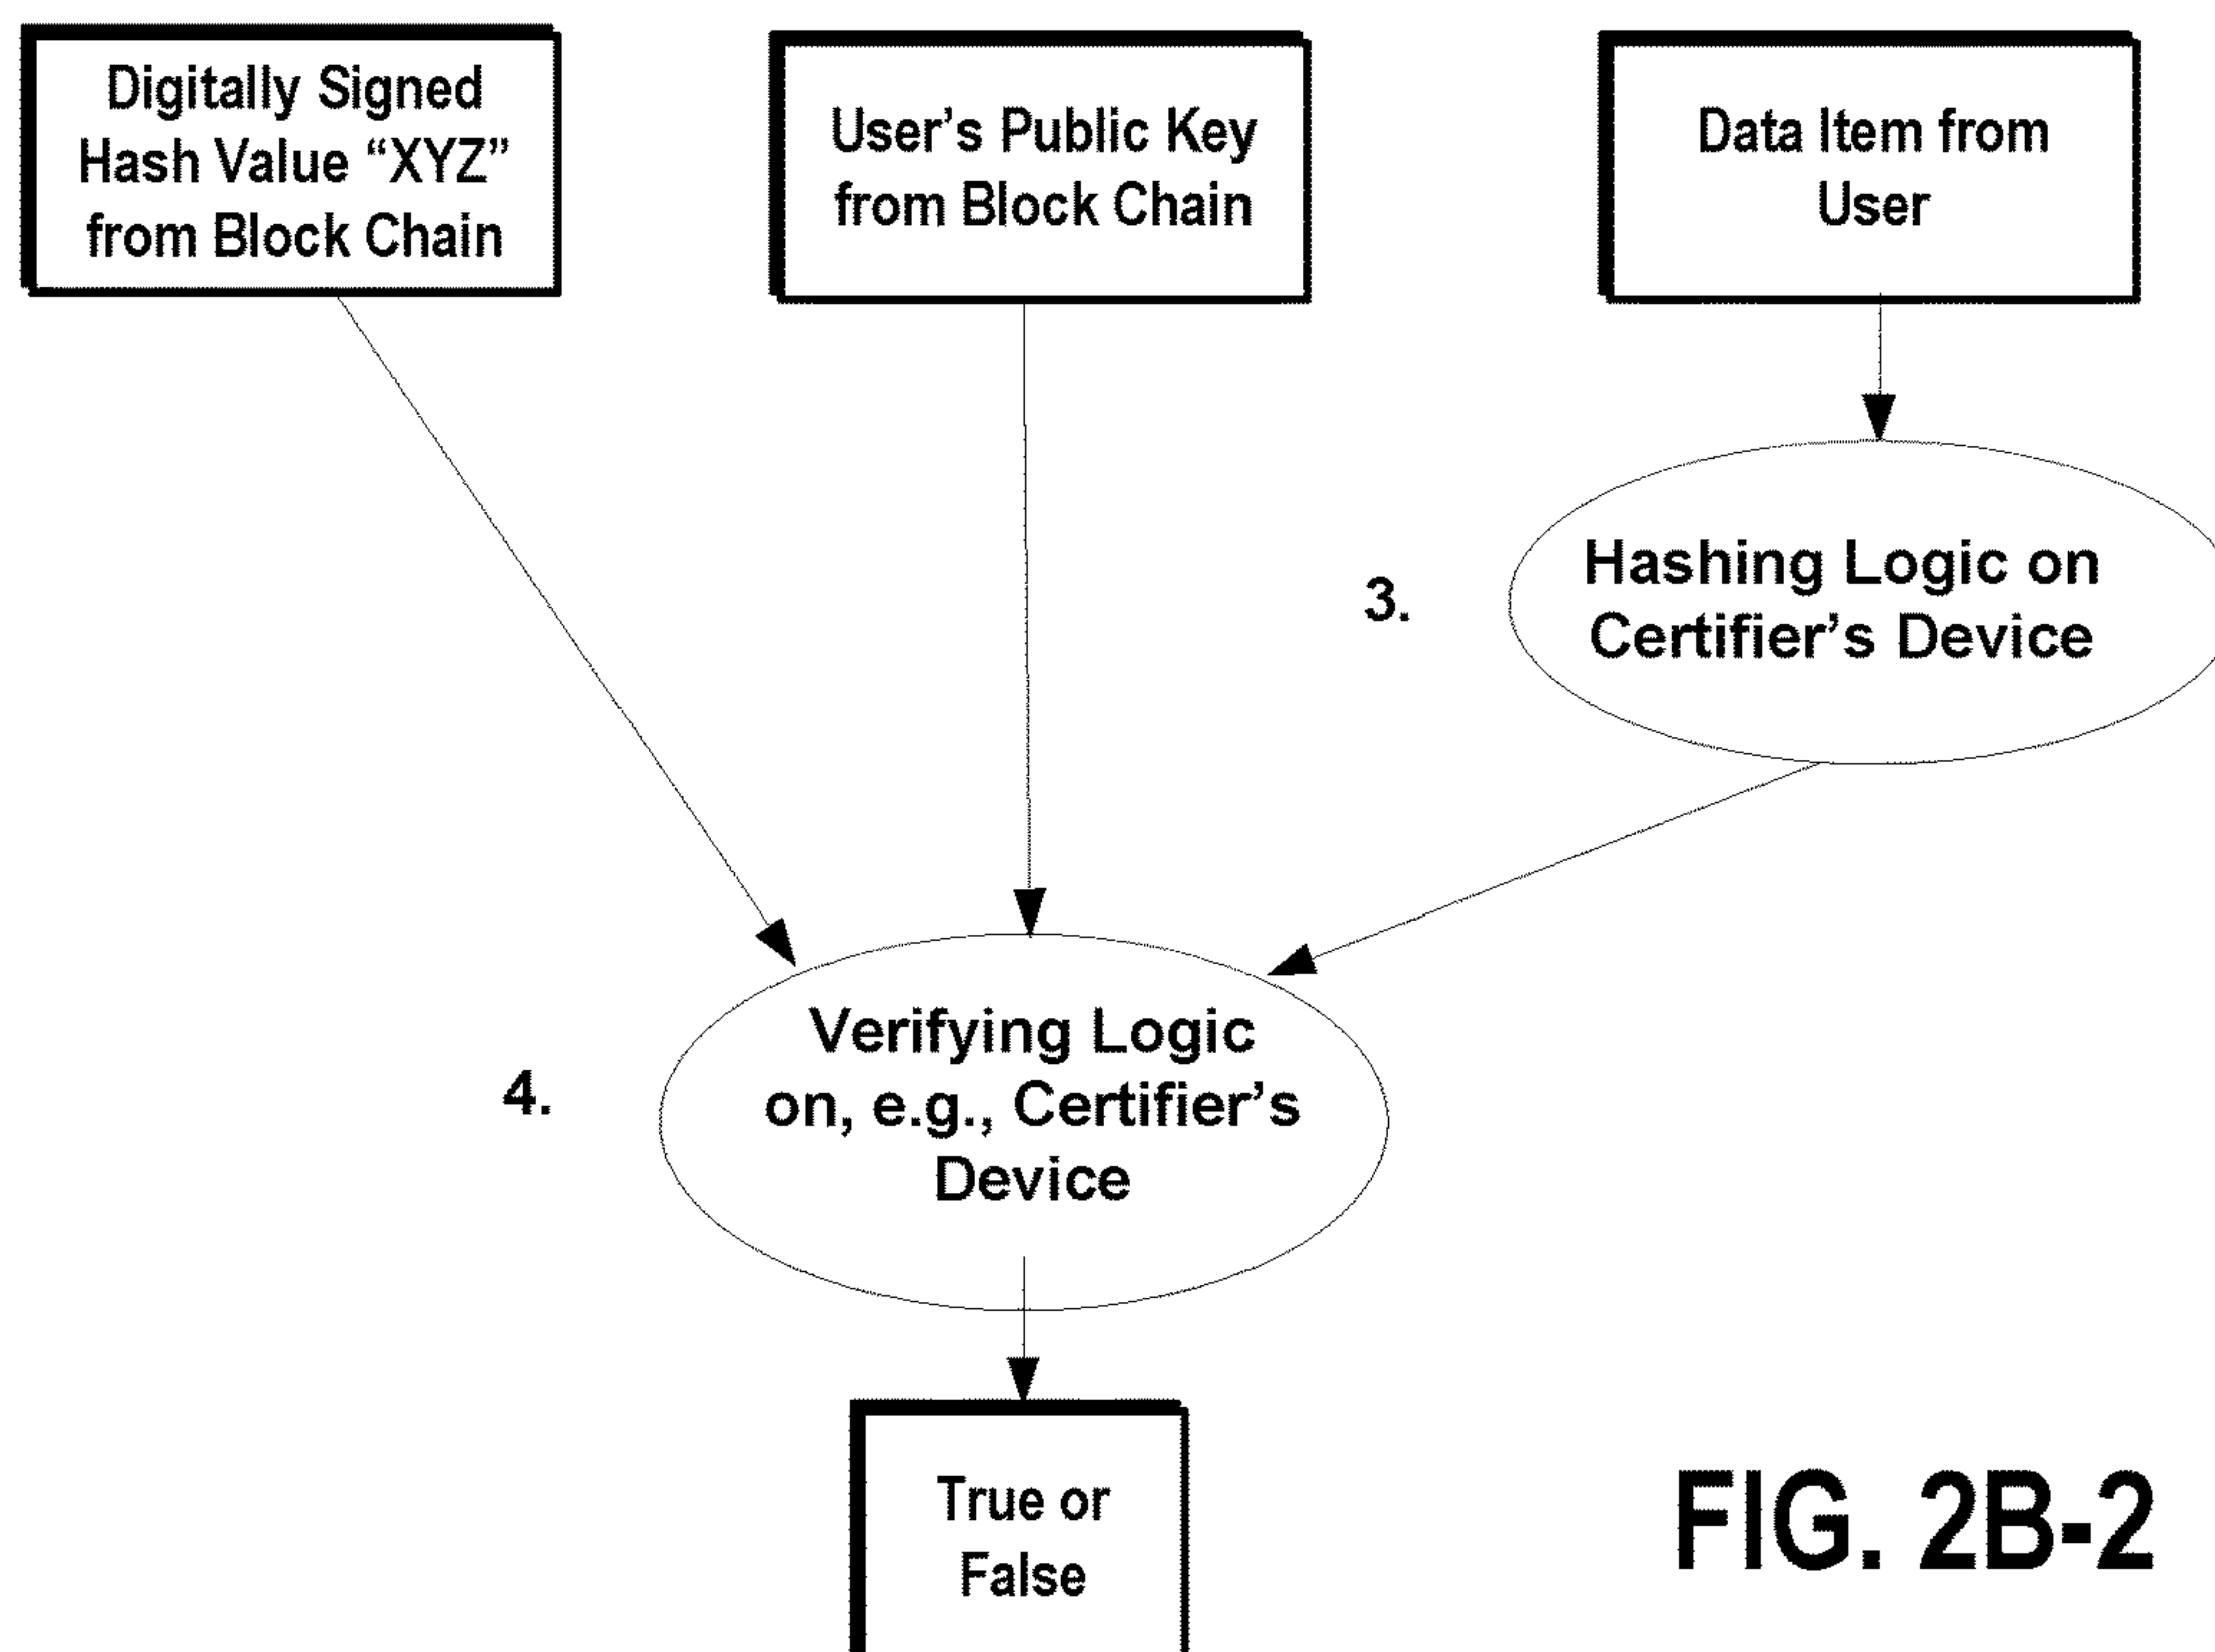 Digitally Signed
Hash Value “XYZ”
from Block Chain
User’s Public Key
from Block Chain
Data Item from
User
3.
Hashing Logic on
Certifier’s Device
4.
Verifying Logic
on, e.g., Certifier’s
Device
True or
False
FIG. 2B-2